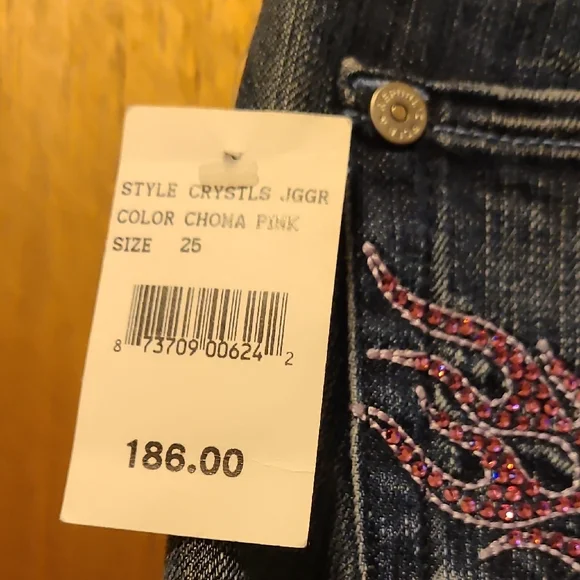 STYLE CRYSTLS JGGR
COLOR CHOMA PINK
SIZE 25
8 73709 00624 2
186.00